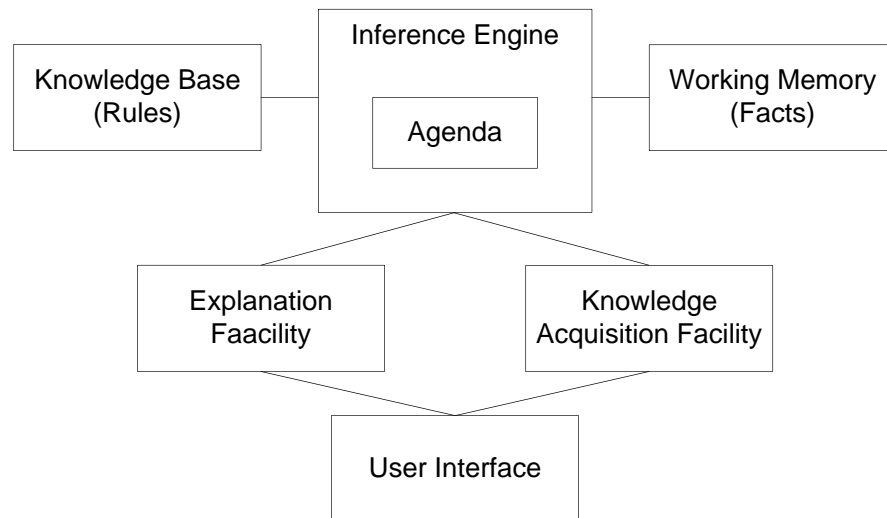 Inference Engine
Knowledge Base
(Rules)
Agenda
Working Memory
(Facts)
Explanation
Faacility
Knowledge
Acquisition Facility
User Interface